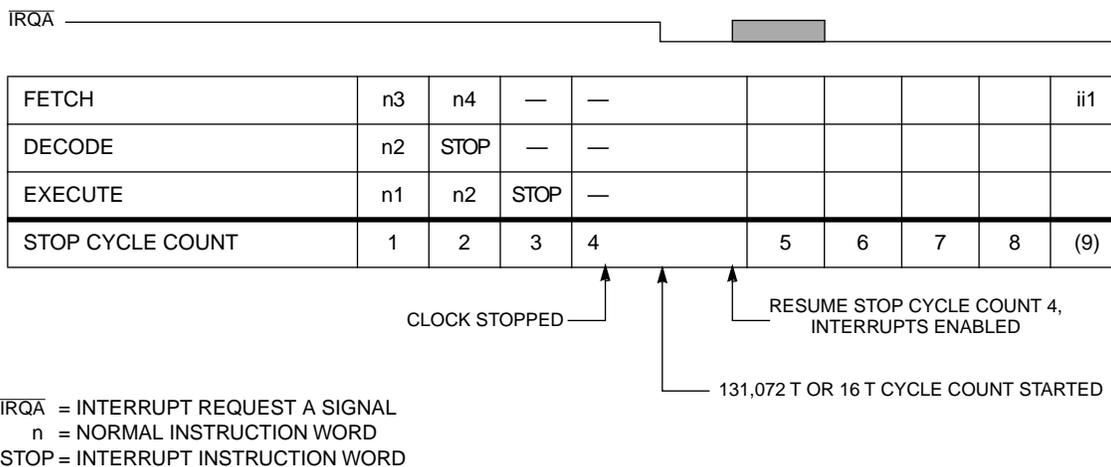 IRQA
FETCH n3 n4 — — ii1
DECODE n2 STOP — —
EXECUTE n1 n2 STOP —
STOP CYCLE COUNT 1 2 3 4 5 6 7 8 (9)
CLOCK STOPPED
RESUME STOP CYCLE COUNT 4,
INTERRUPTS ENABLED
131,072 T OR 16 T CYCLE COUNT STARTED
IRQA = INTERRUPT REQUEST A SIGNAL
n = NORMAL INSTRUCTION WORD
STOP = INTERRUPT INSTRUCTION WORD